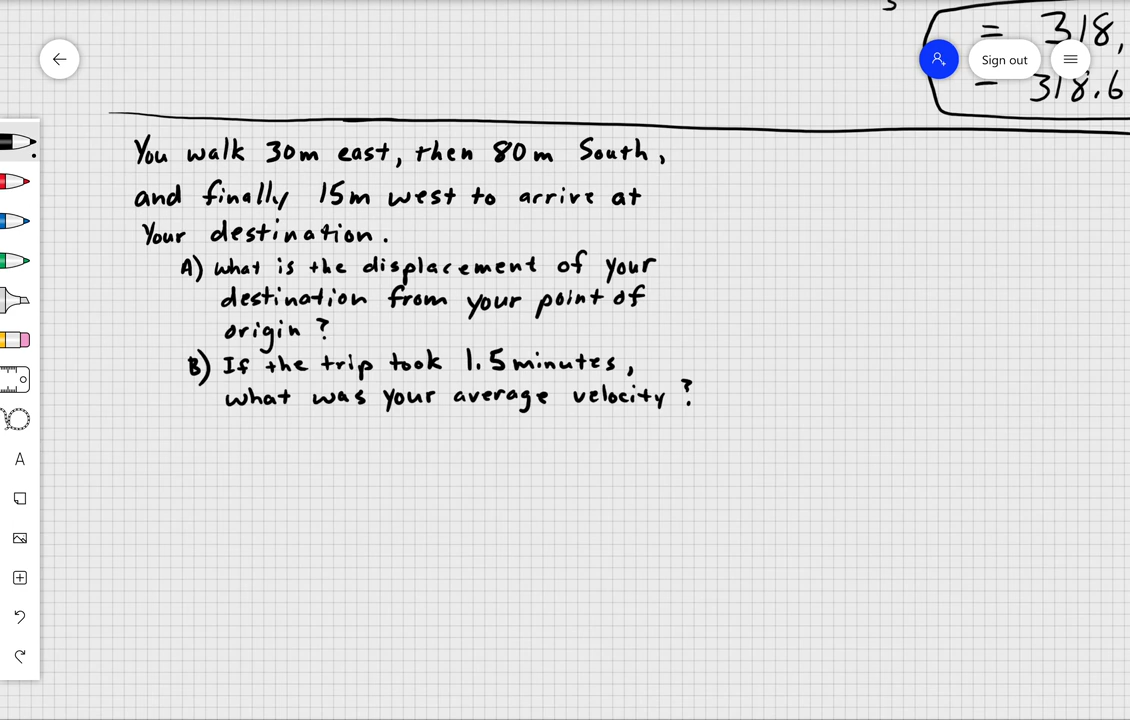 = 318,
Sign out
= 318.6
You walk 30m east, then 80m South,
and finally 15m west to arrive at
Your destination.
A) what is the displacement of your
destination from your point of
origin?
B) If the trip took 1.5 minutes,
what was your average velocity?
A